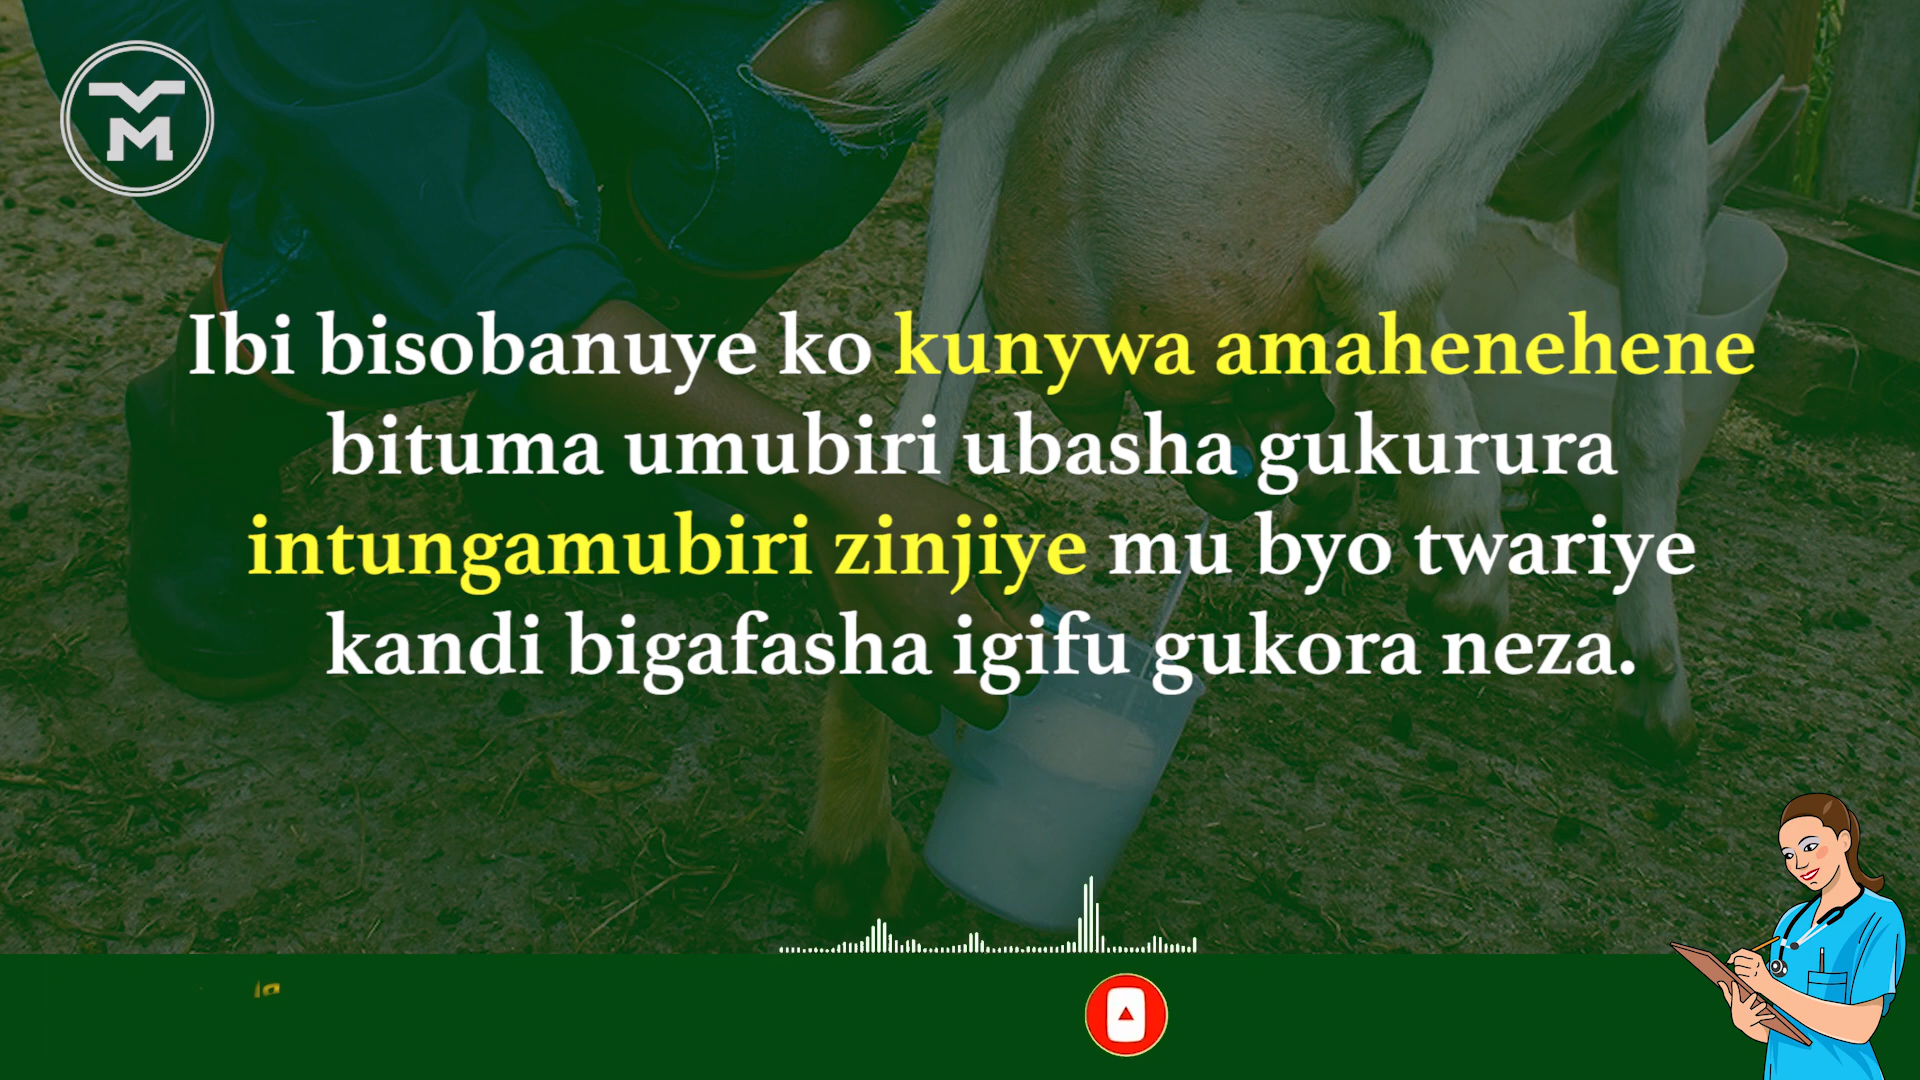 Ibi bisobanuye ko kunywa amahenehene
bituma umubiri ubasha gukurura
intungamubiri zinjiye mu byo twariye
kandi bigafasha igifu gukora neza.